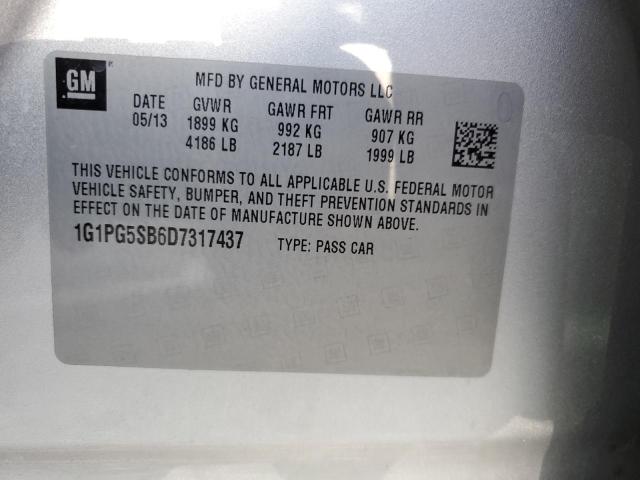 GM
MFD BY GENERAL MOTORS LLC
DATE GVWR GAWR FRT GAWR RR
05/13 1899 KG 992 KG 907 KG
4186 LB 2187 LB 1999 LB
THIS VEHICLE CONFORMS TO ALL APPLICABLE U.S. FEDERAL MOTOR
VEHICLE SAFETY, BUMPER, AND THEFT PREVENTION STANDARDS IN
EFFECT ON THE DATE OF MANUFACTURE SHOWN ABOVE.
1G1PG5SB6D7317437 TYPE: PASS CAR